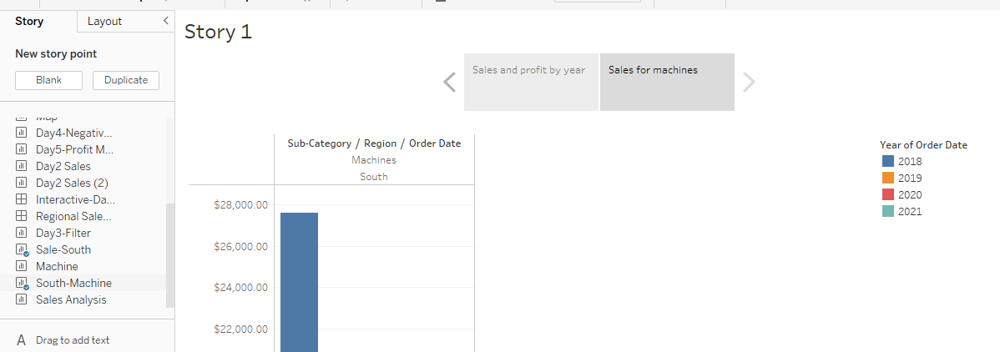 Story
Layout
New story point
Blank
Duplicate
Map
Day4-Negativ...
Day5-Profit M...
Day2 Sales
Day2 Sales (2)
Interactive-Da...
Regional Sale...
Day3-Filter
Sale-South
Machine
South-Machine
Sales Analysis
A Drag to add text
Story 1
Sales and profit by year
Sales for machines
Sub-Category / Region / Order Date
Machines
South
$28,000.00
$26,000.00
$24,000.00
$22,000.00
Year of Order Date
2018
2019
2020
2021